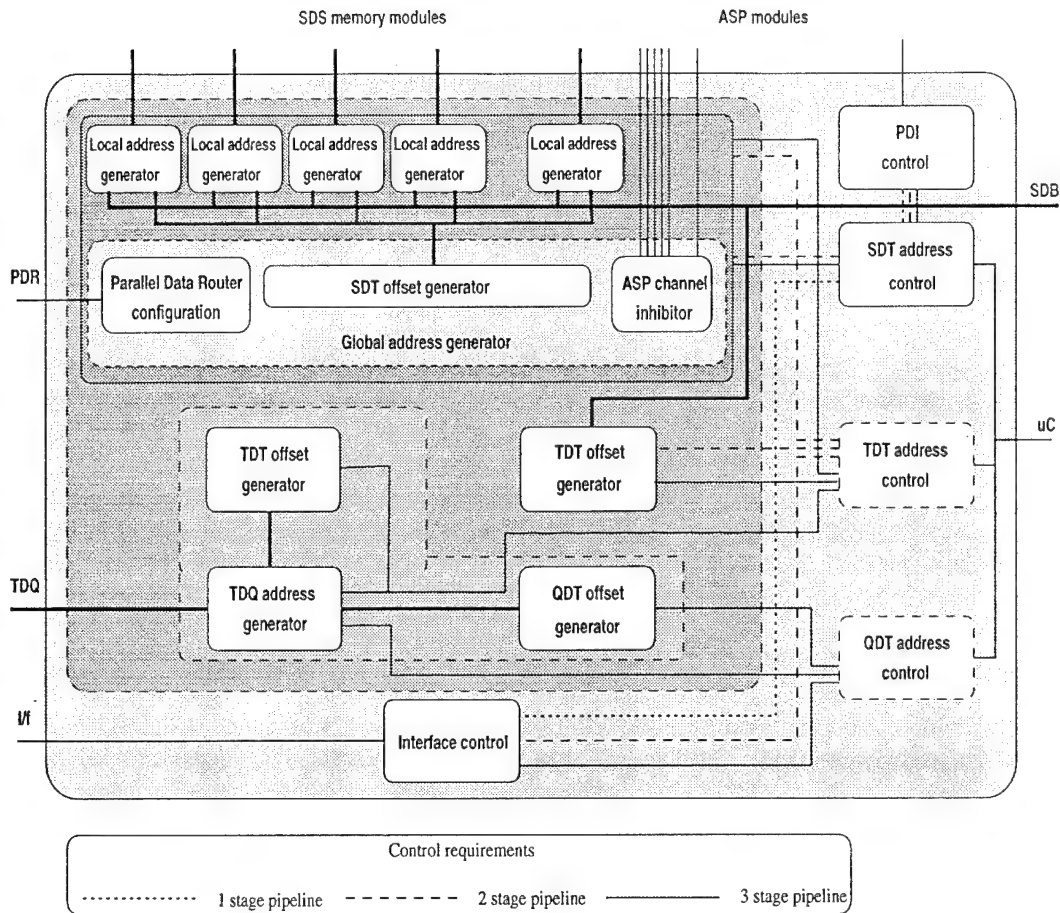 SDS memory modules
ASP modules
Local address
generator
Local address
generator
Local address
generator
Local address
generator
Local address
generator
PDI
control
SDB
SDT address
control
PDR
Parallel Data Router
configuration
SDT offset generator
ASP channel
inhibitor
Global address generator
uC
TDT offset
generator
TDT offset
generator
TDT address
control
TDQ
TDQ address
generator
QDT offset
generator
QDT address
control
I/f
Interface control
Control requirements
1 stage pipeline
2 stage pipeline
3 stage pipeline